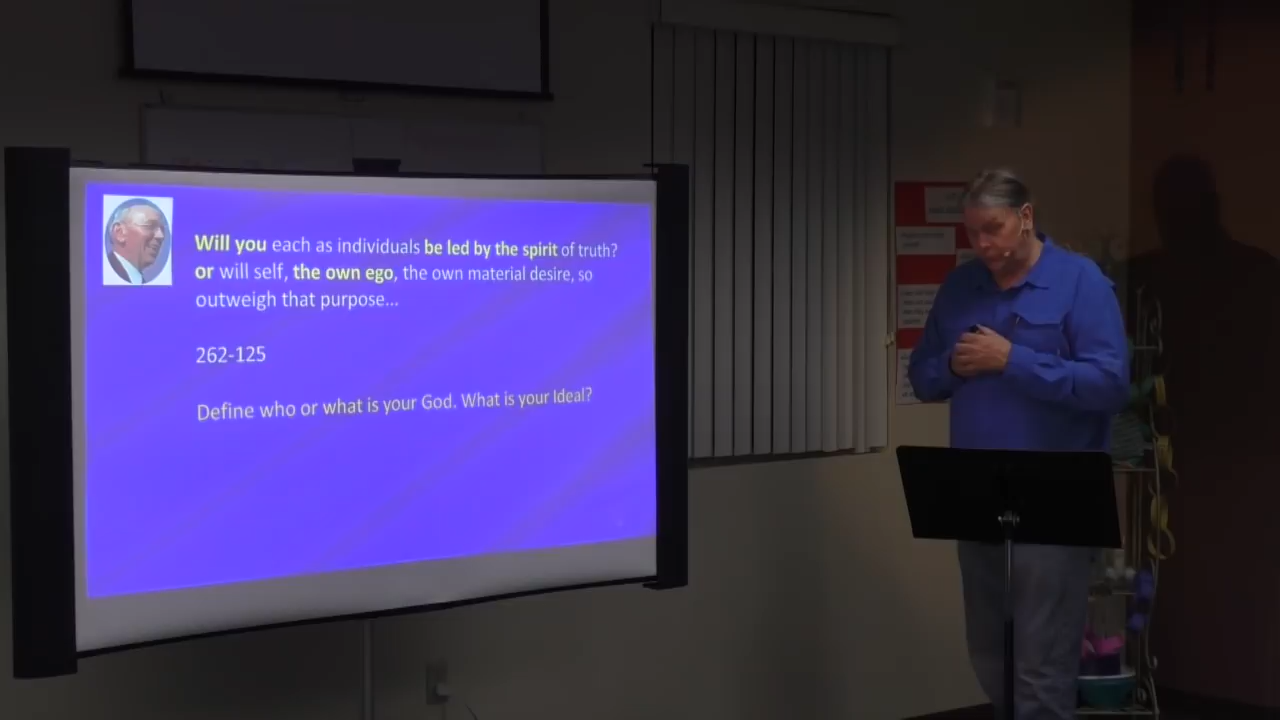 Will you each as individuals be led by the spirit of truth?
or will self, the own ego, the own material desire, so
outweigh that purpose...
262-125
Define who or what is your God. What is your Ideal?